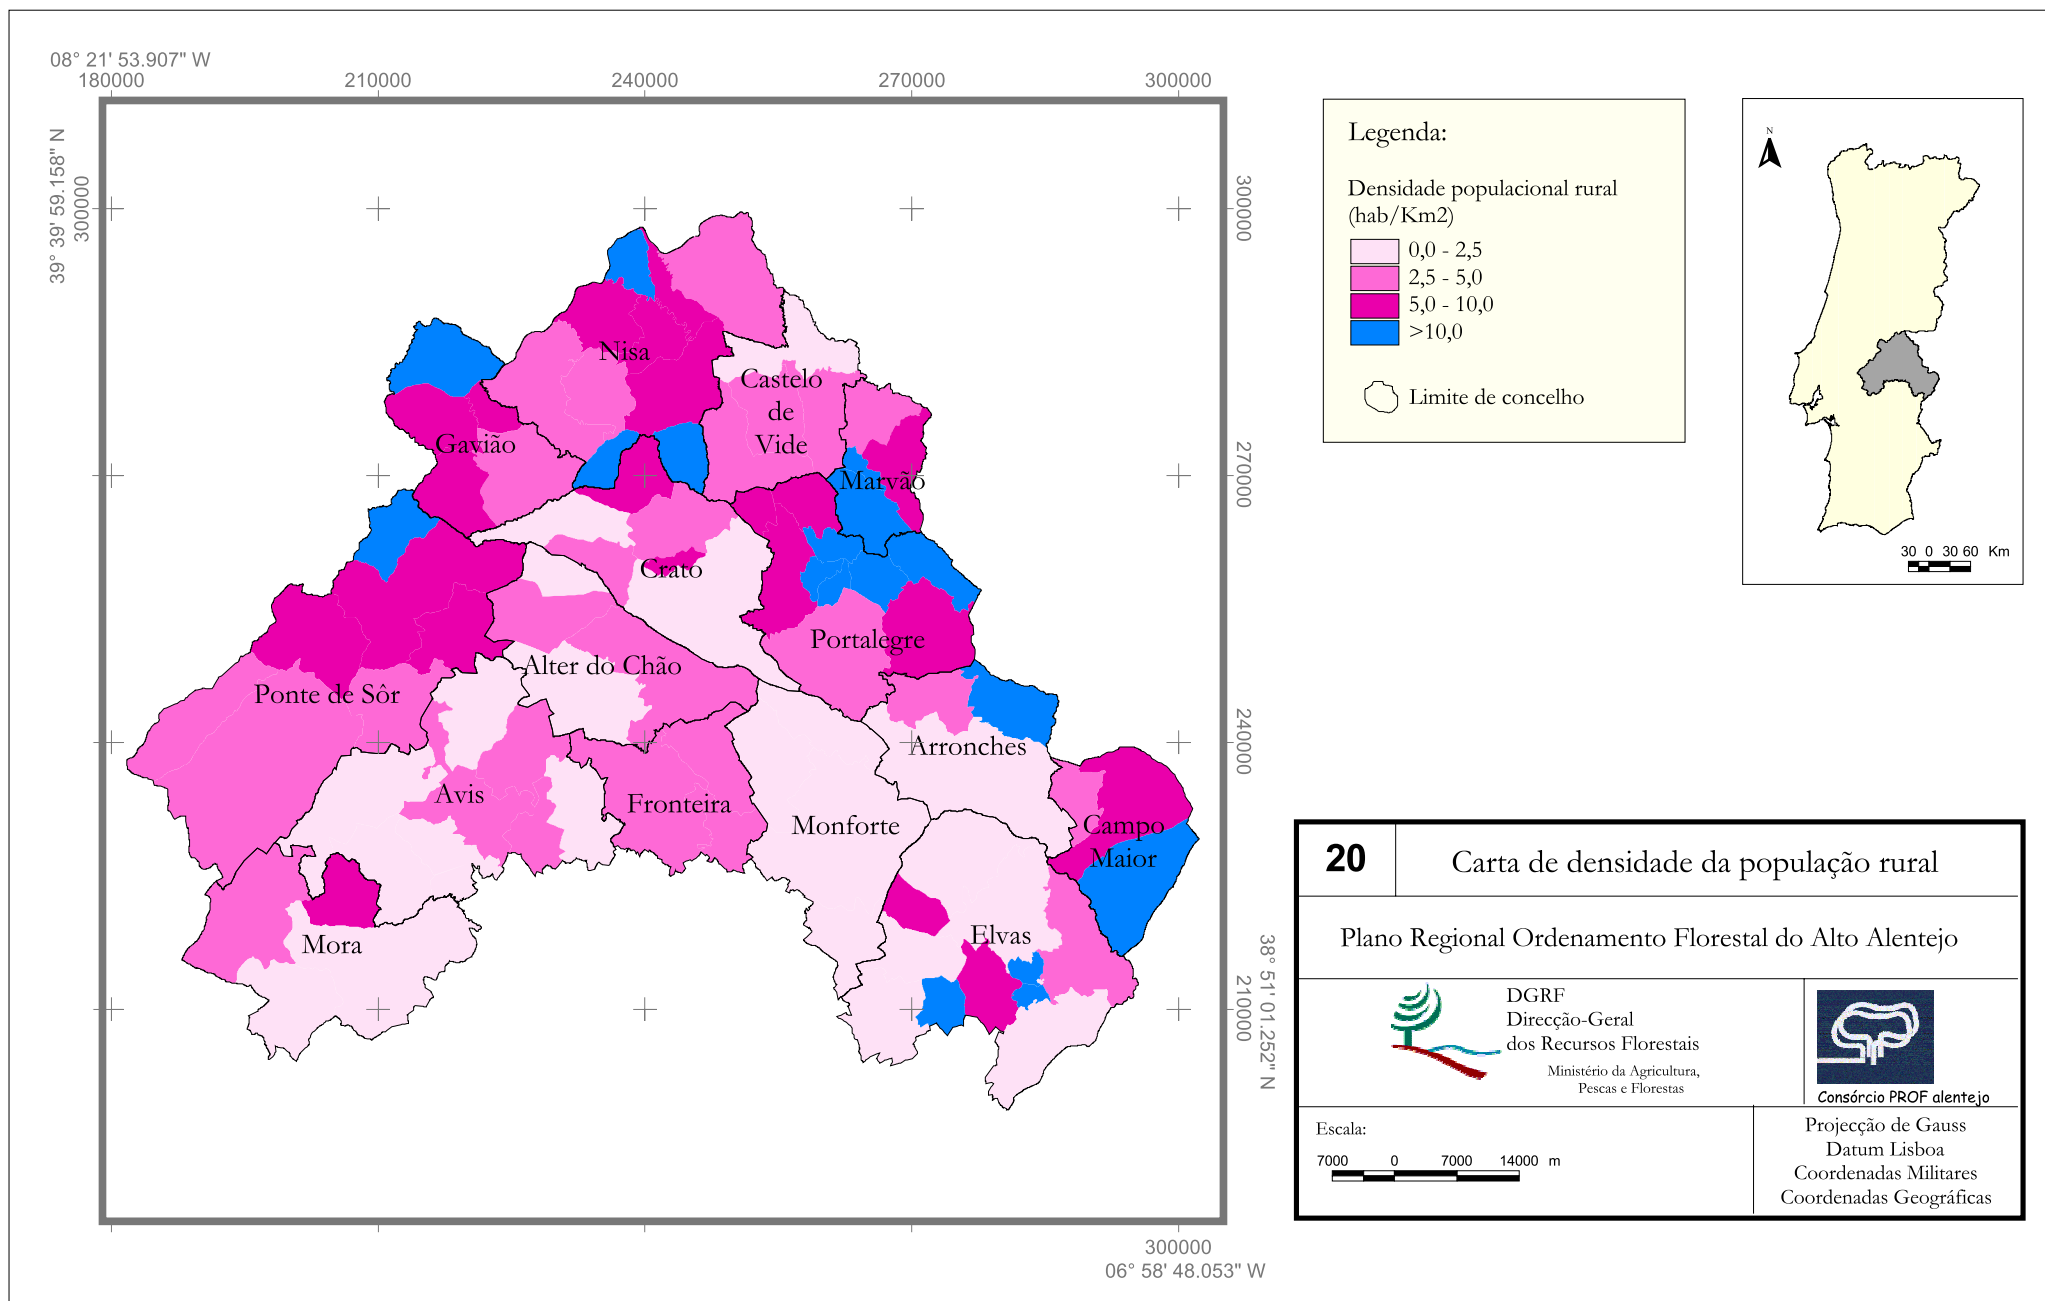 08° 21' 53.907" W
180000
210000
240000
270000
300000
39° 39' 59.158" N
300000
300000
270000
240000
210000
38° 51' 01.252" N
300000
06° 58' 48.053" W
Nisa
Castelo
de
Vide
Gavião
Marvão
Crato
Portalegre
Alter do Chão
Ponte de Sôr
Arronches
Avis
Fronteira
Monforte
Campo
Maior
Elvas
Mora
Legenda:
Densidade populacional rural
(hab/Km2)
0,0 - 2,5
2,5 - 5,0
5,0 - 10,0
>10,0
Limite de concelho
N
30 0 30 60 Km
20
Carta de densidade da população rural
Plano Regional Ordenamento Florestal do Alto Alentejo
DGRF
Direcção-Geral
dos Recursos Florestais
Ministério da Agricultura,
Pescas e Florestas
Consórcio PROF alentejo
Escala:
7000 0 7000 14000 m
Projecção de Gauss
Datum Lisboa
Coordenadas Militares
Coordenadas Geográficas